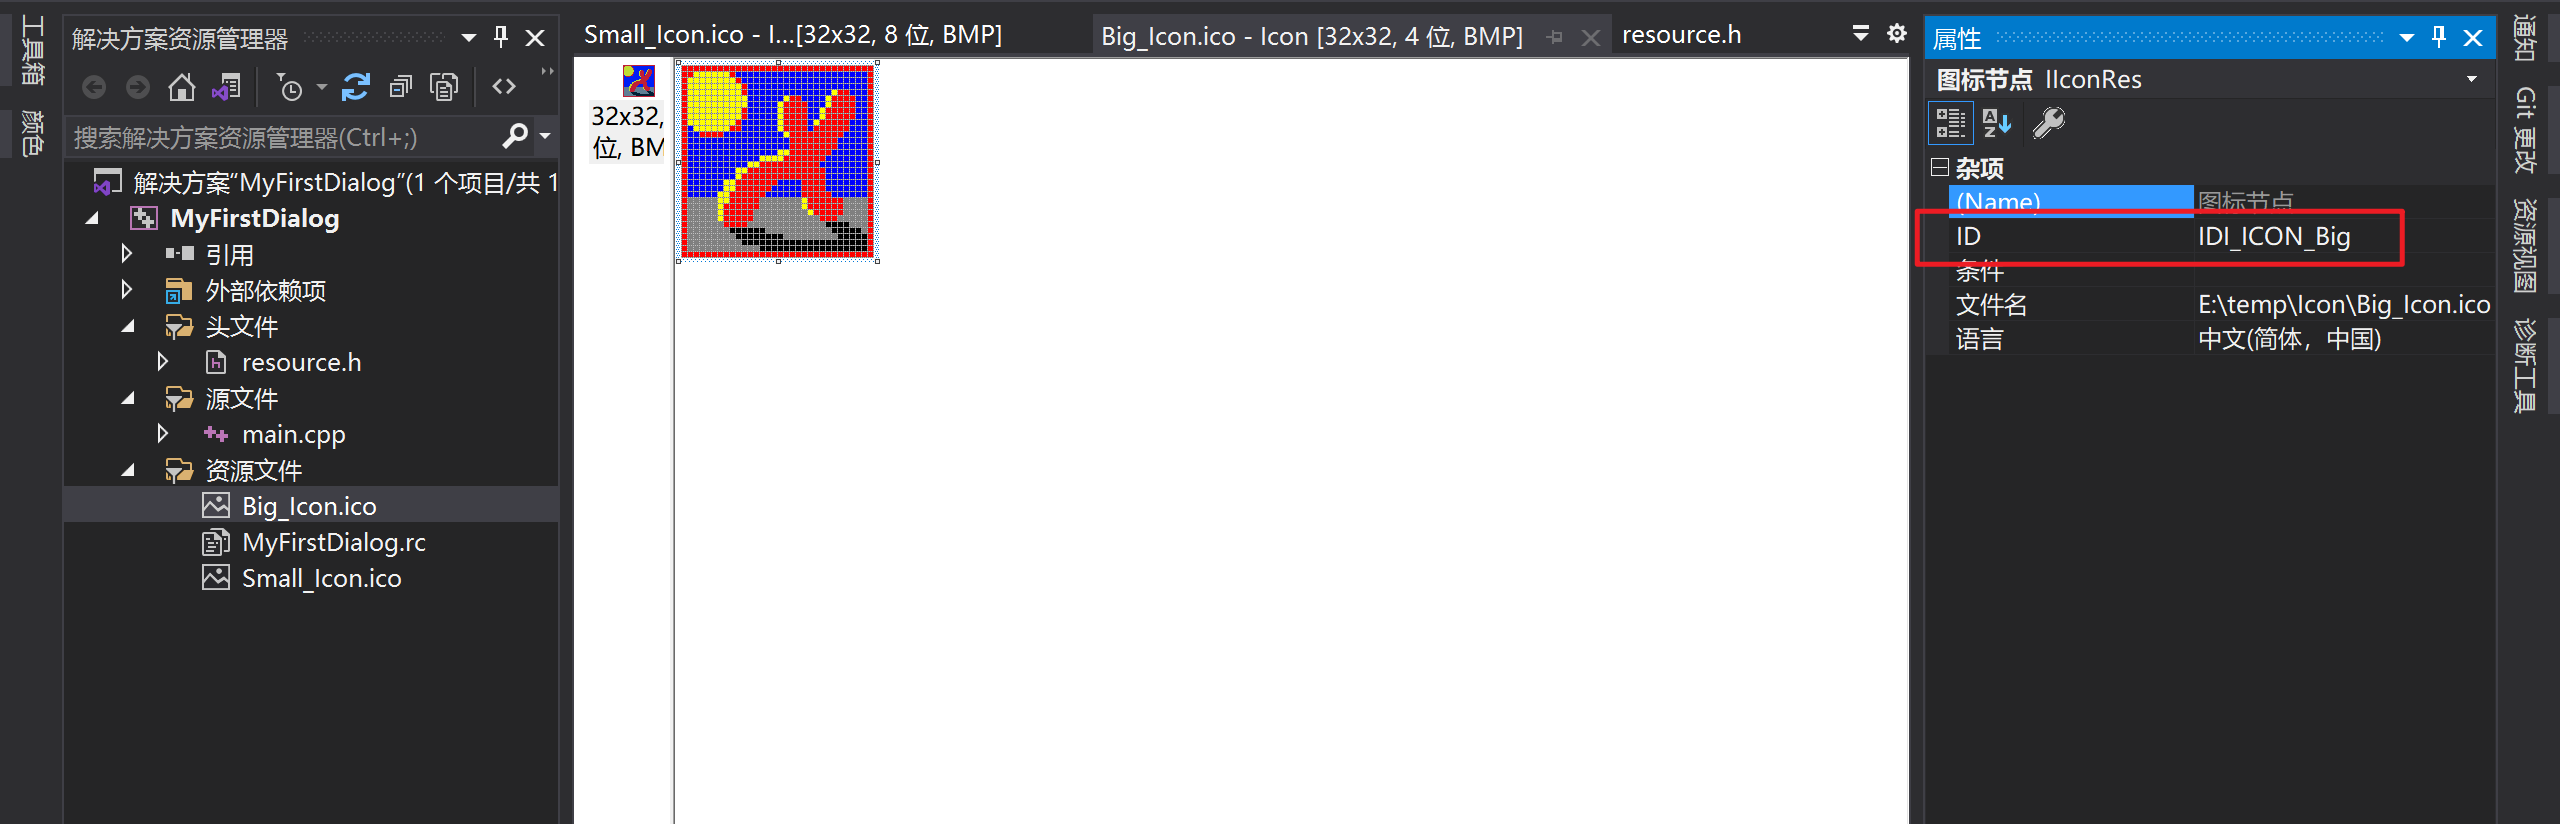 工具箱
颜色
解决方案资源管理器
搜索解决方案资源管理器(Ctrl+;)
解决方案“MyFirstDialog”(1 个项目/共 1
MyFirstDialog
引用
外部依赖项
头文件
resource.h
源文件
main.cpp
资源文件
Big_Icon.ico
MyFirstDialog.rc
Small_Icon.ico
Small_Icon.ico - I...[32x32, 8 位, BMP]
Big_Icon.ico - Icon [32x32, 4 位, BMP]
resource.h
32x32,
位, BM
属性
图标节点 IIconRes
杂项
(Name) 图标节点
ID IDI_ICON_Big
条件
文件名 E:\temp\Icon\Big_Icon.ico
语言 中文(简体，中国)
通知
Git 更改
资源视图
诊断工具